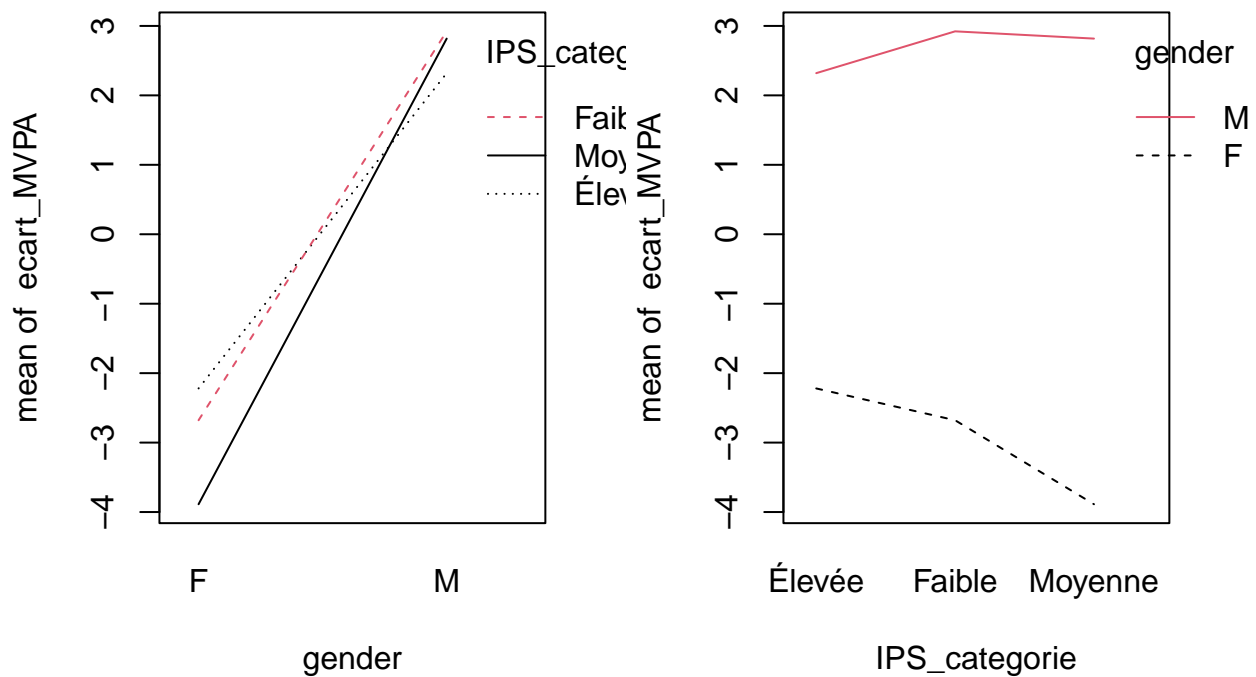 mean of ecart_MVPA
3
2
1
0
−1
−2
−3
−4
F M
gender
IPS_categ
Faib
Moy
Élev
mean of ecart_MVPA
3
2
1
0
−1
−2
−3
−4
Élevée Faible Moyenne
IPS_categorie
gender
M
F